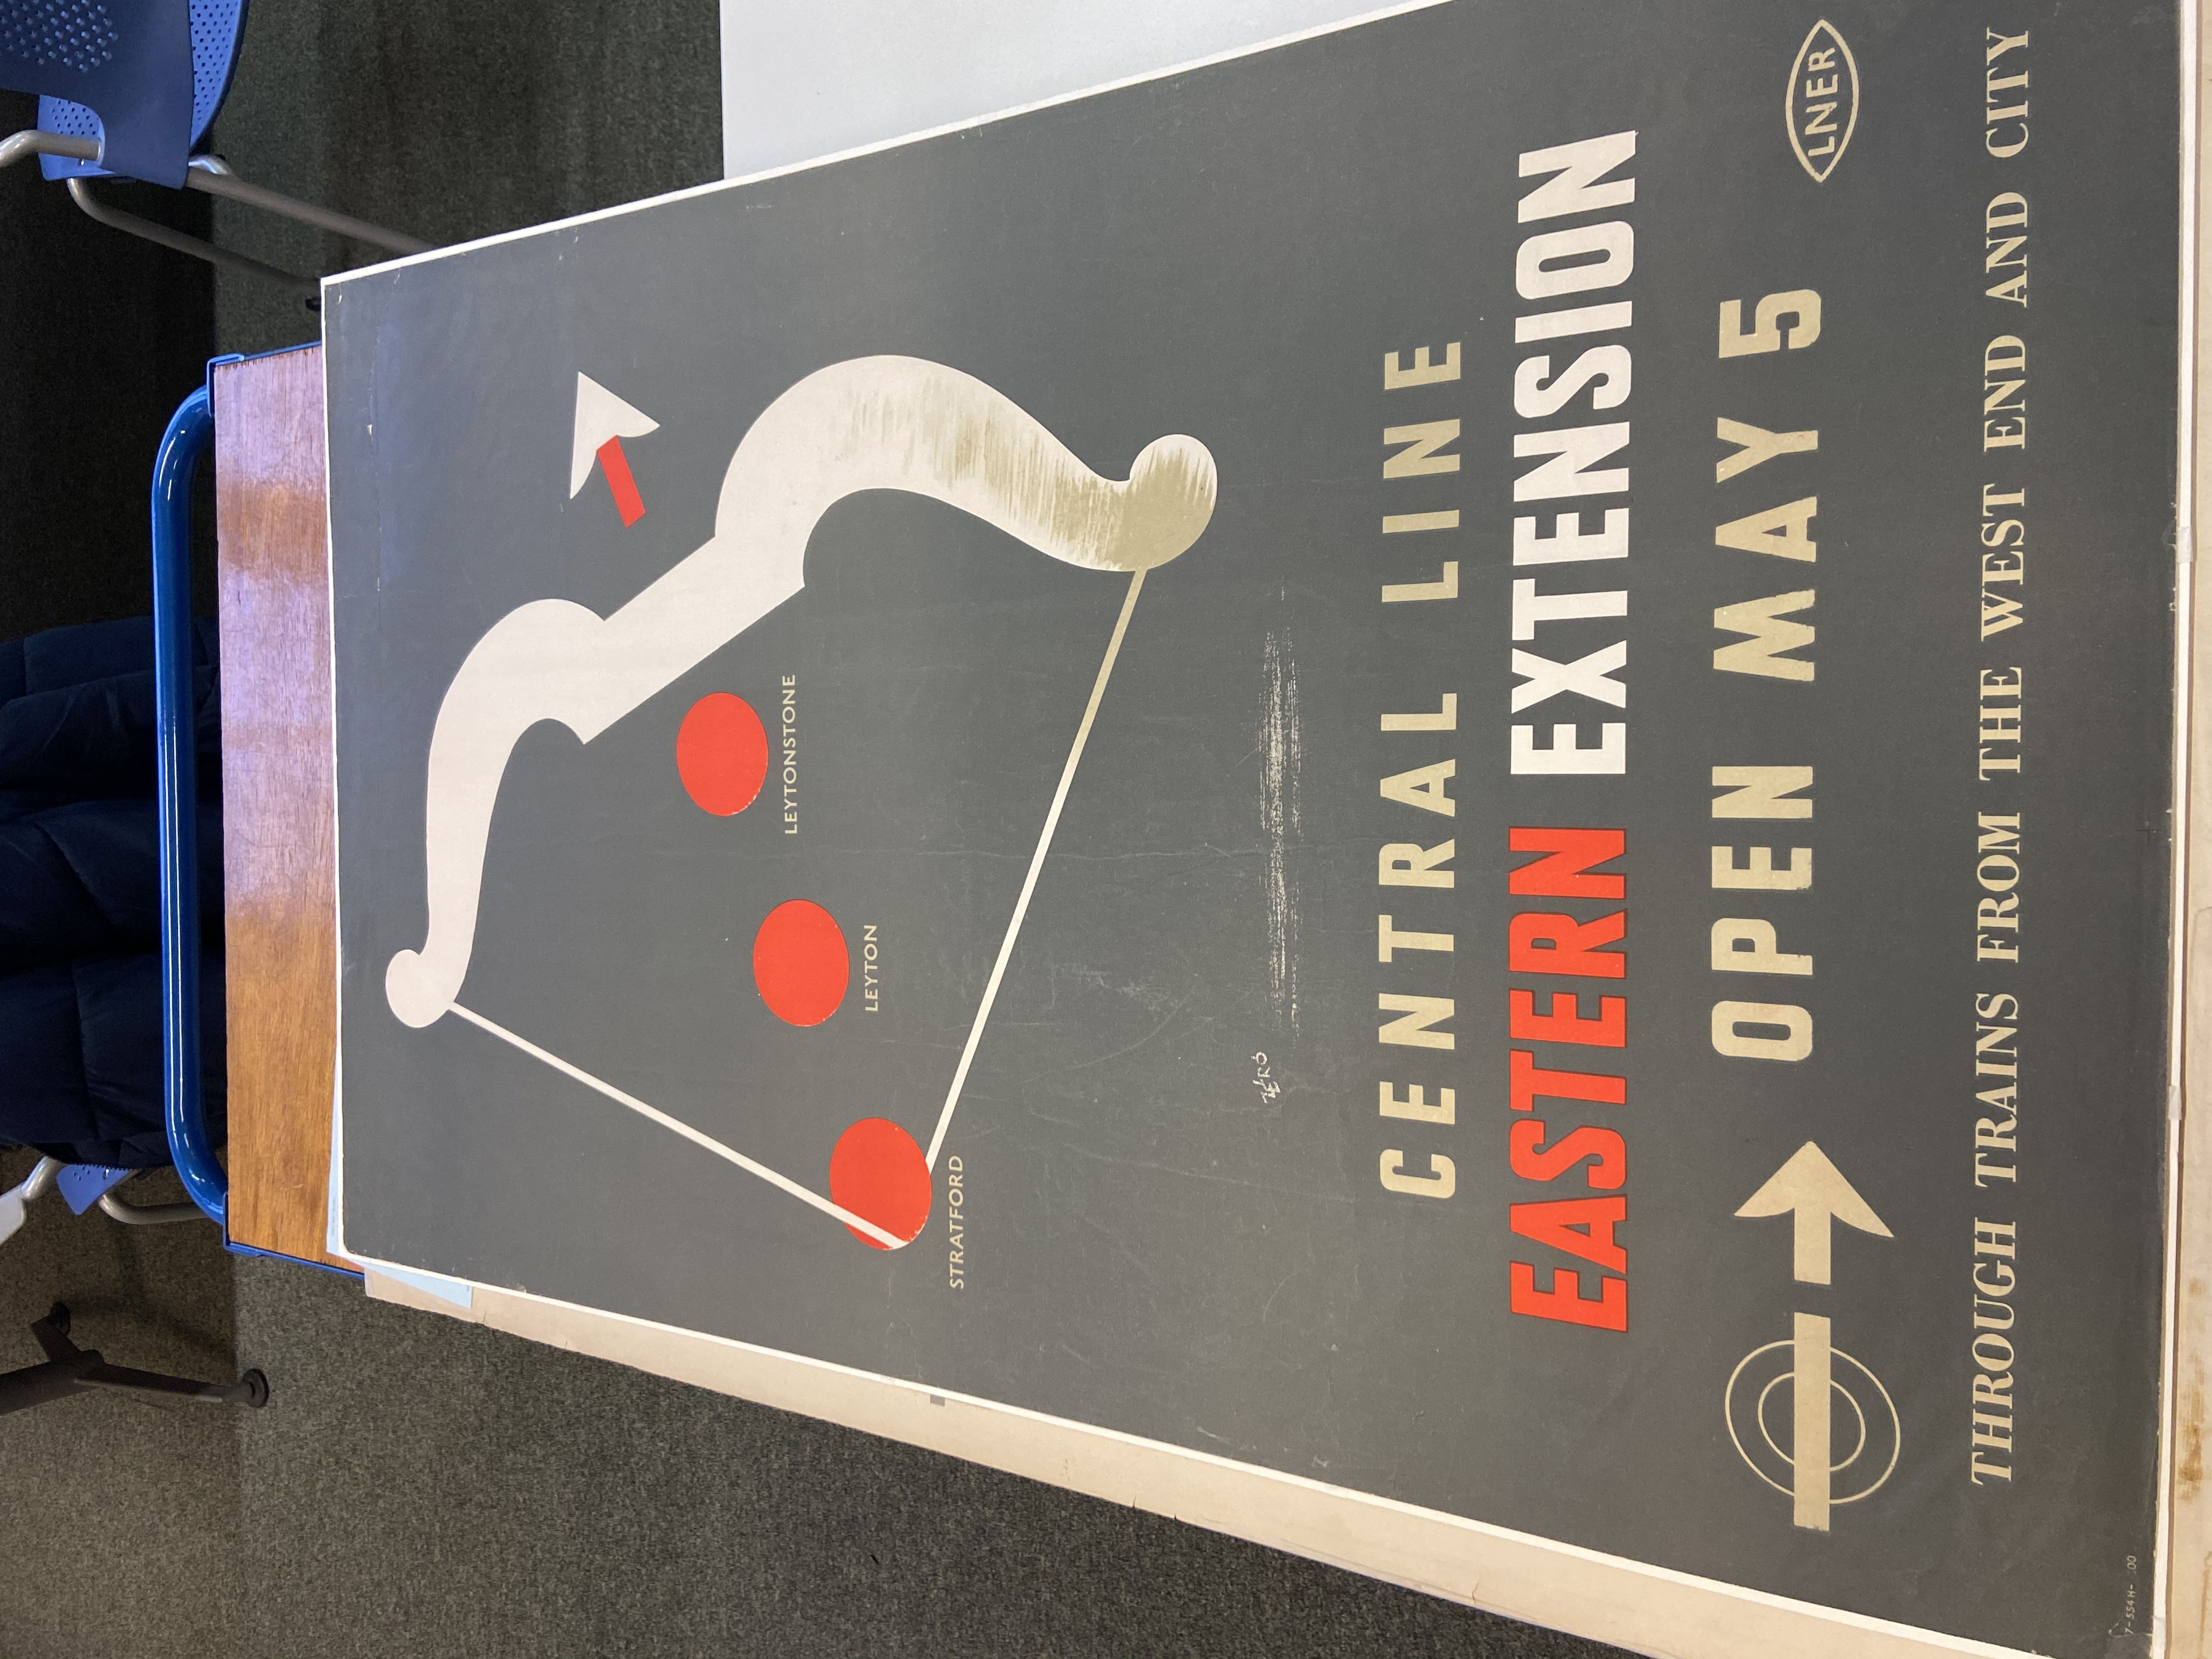 LEYTONSTONE
LEYTON
STRATFORD
ZERO
CENTRAL LINE
EASTERN EXTENSION
OPEN MAY 5
LNER
THROUGH TRAINS FROM THE WEST END AND CITY